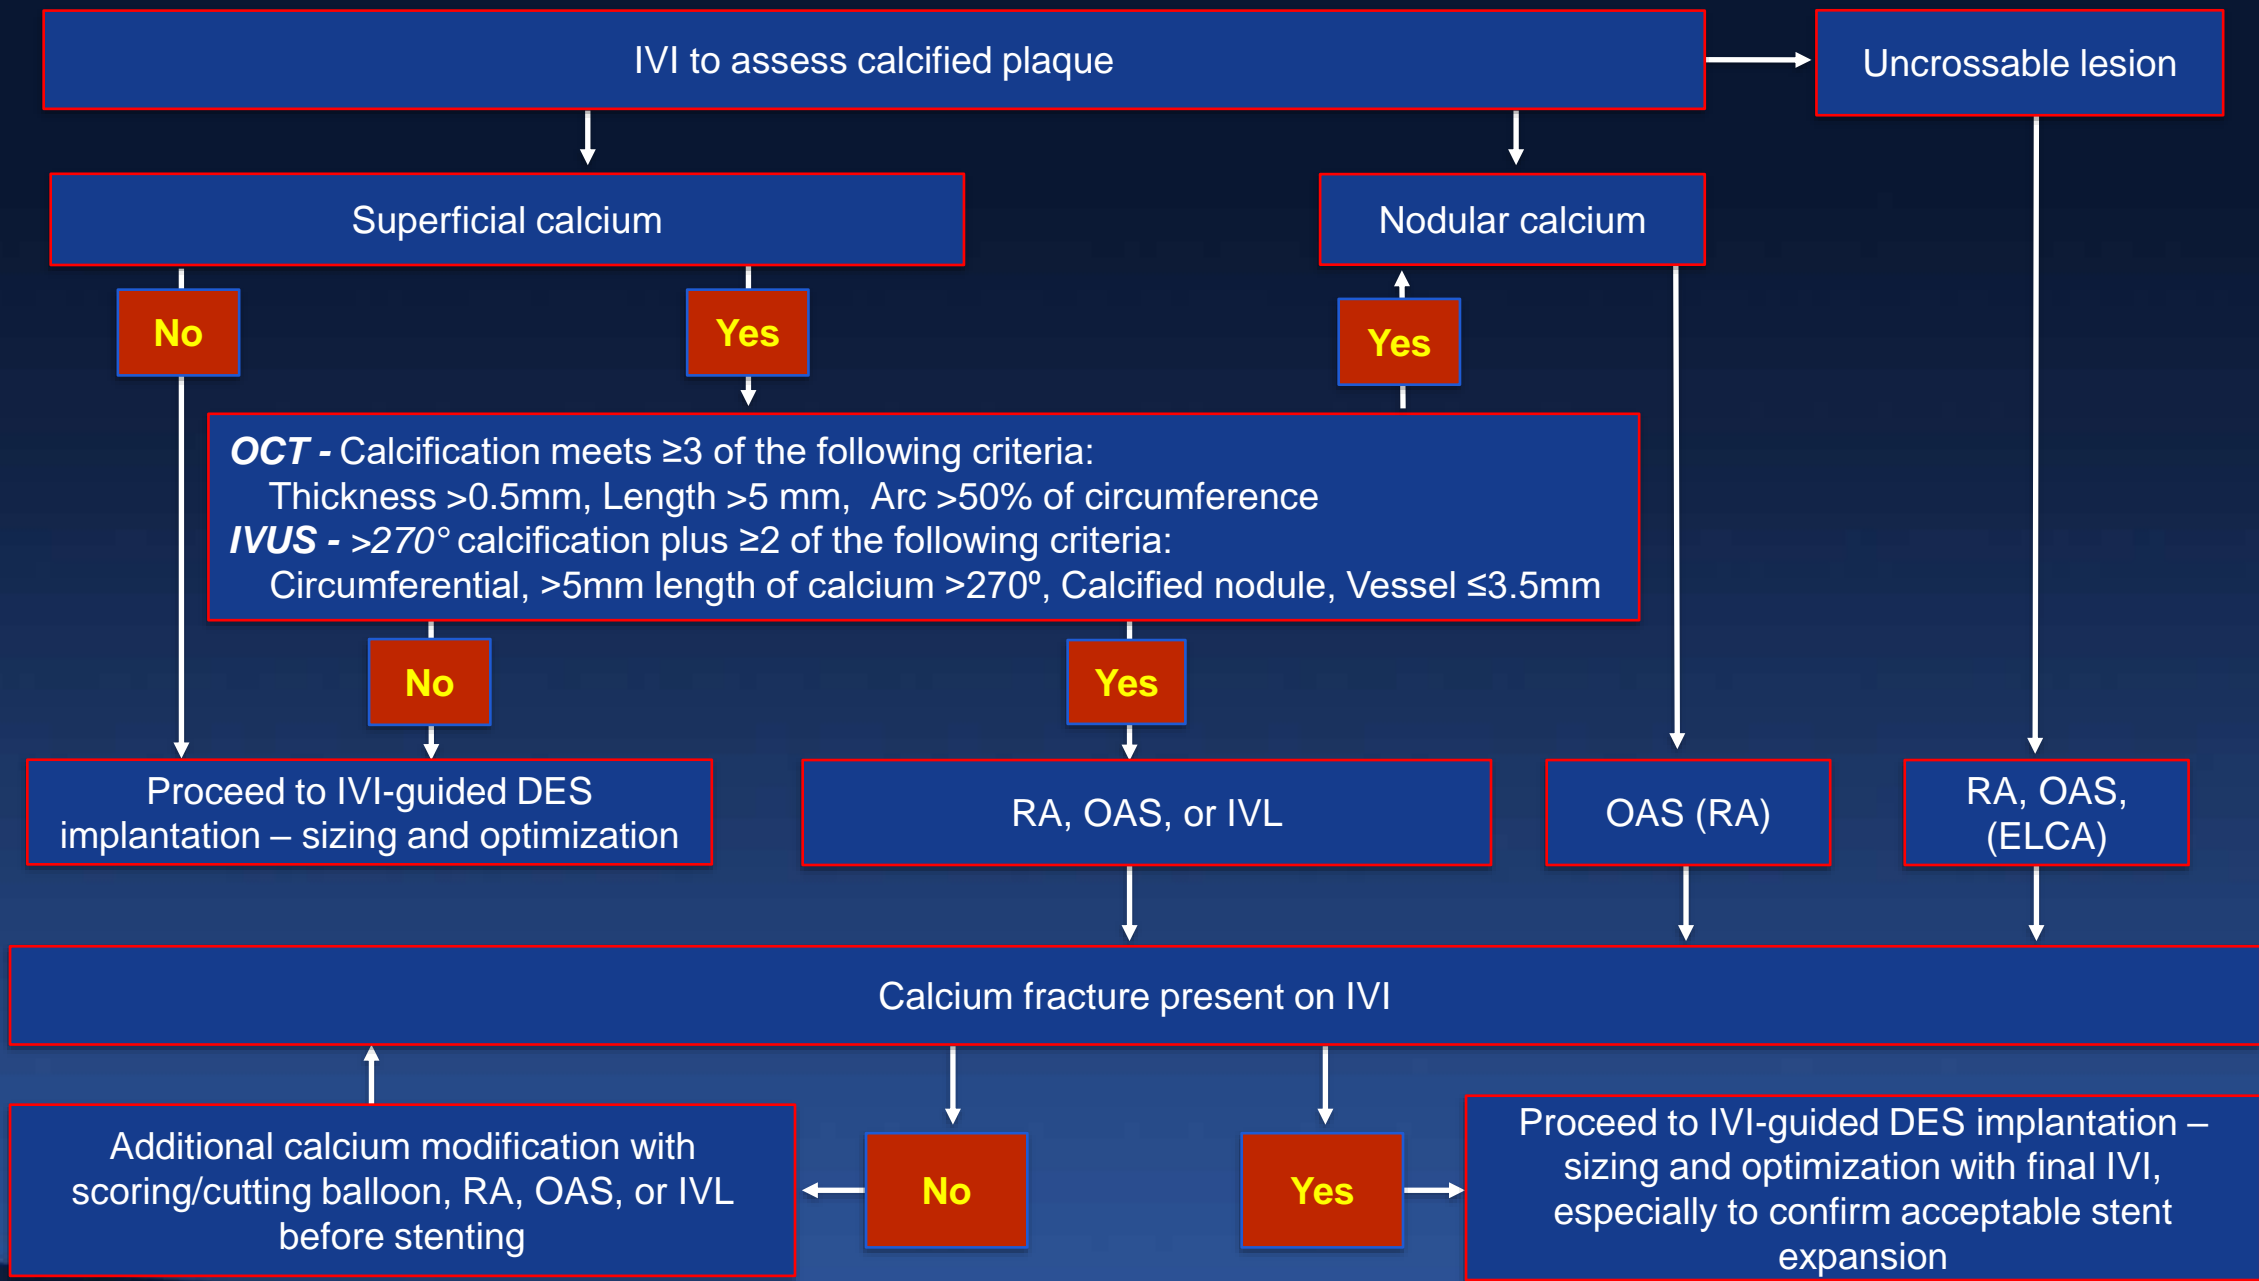 IVI to assess calcified plaque
Uncrossable lesion
Superficial calcium
Nodular calcium
No
Yes
Yes
OCT - Calcification meets ≥3 of the following criteria:
Thickness >0.5mm, Length >5 mm, Arc >50% of circumference
IVUS - >270° calcification plus ≥2 of the following criteria:
Circumferential, >5mm length of calcium >270º, Calcified nodule, Vessel ≤3.5mm
No
Yes
Proceed to IVI-guided DES
implantation – sizing and optimization
RA, OAS, or IVL
OAS (RA)
RA, OAS,
(ELCA)
Calcium fracture present on IVI
Additional calcium modification with
scoring/cutting balloon, RA, OAS, or IVL
before stenting
No
Yes
Proceed to IVI-guided DES implantation –
sizing and optimization with final IVI,
especially to confirm acceptable stent
expansion